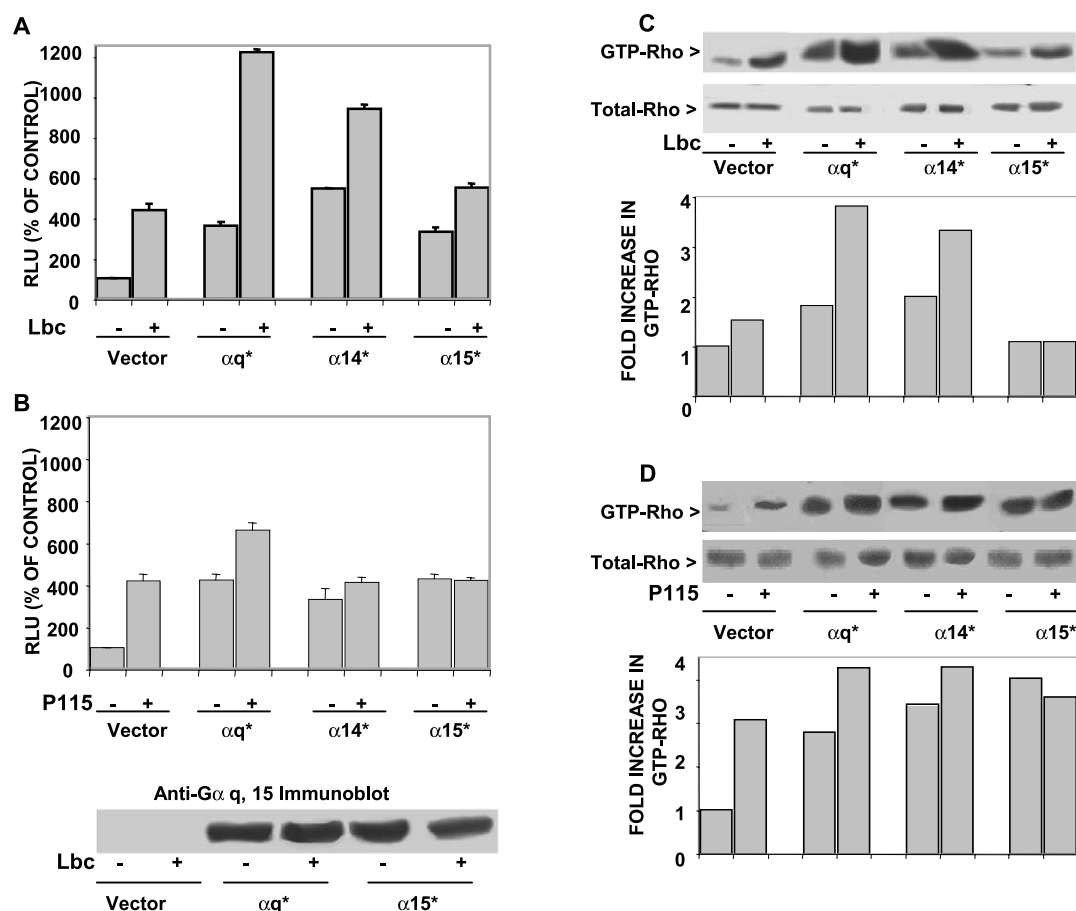 A
RLU (% OF CONTROL)
1200
1000
800
600
400
200
0
Lbc - + - + - + - +
Vector αq* α14* α15*
B
RLU (% OF CONTROL)
1200
1000
800
600
400
200
0
P115 - + - + - + - +
Vector αq* α14* α15*
Anti-Gα q, 15 Immunoblot
Lbc - + - + - +
Vector αq* α15*
C
GTP-Rho >
Total-Rho >
Lbc - + - + - + - +
Vector αq* α14* α15*
FOLD INCREASE IN
GTP-RHO
4
3
2
1
0
D
GTP-Rho >
Total-Rho >
P115 - + - + - + - +
Vector αq* α14* α15*
FOLD INCREASE IN
GTP-RHO
4
3
2
1
0